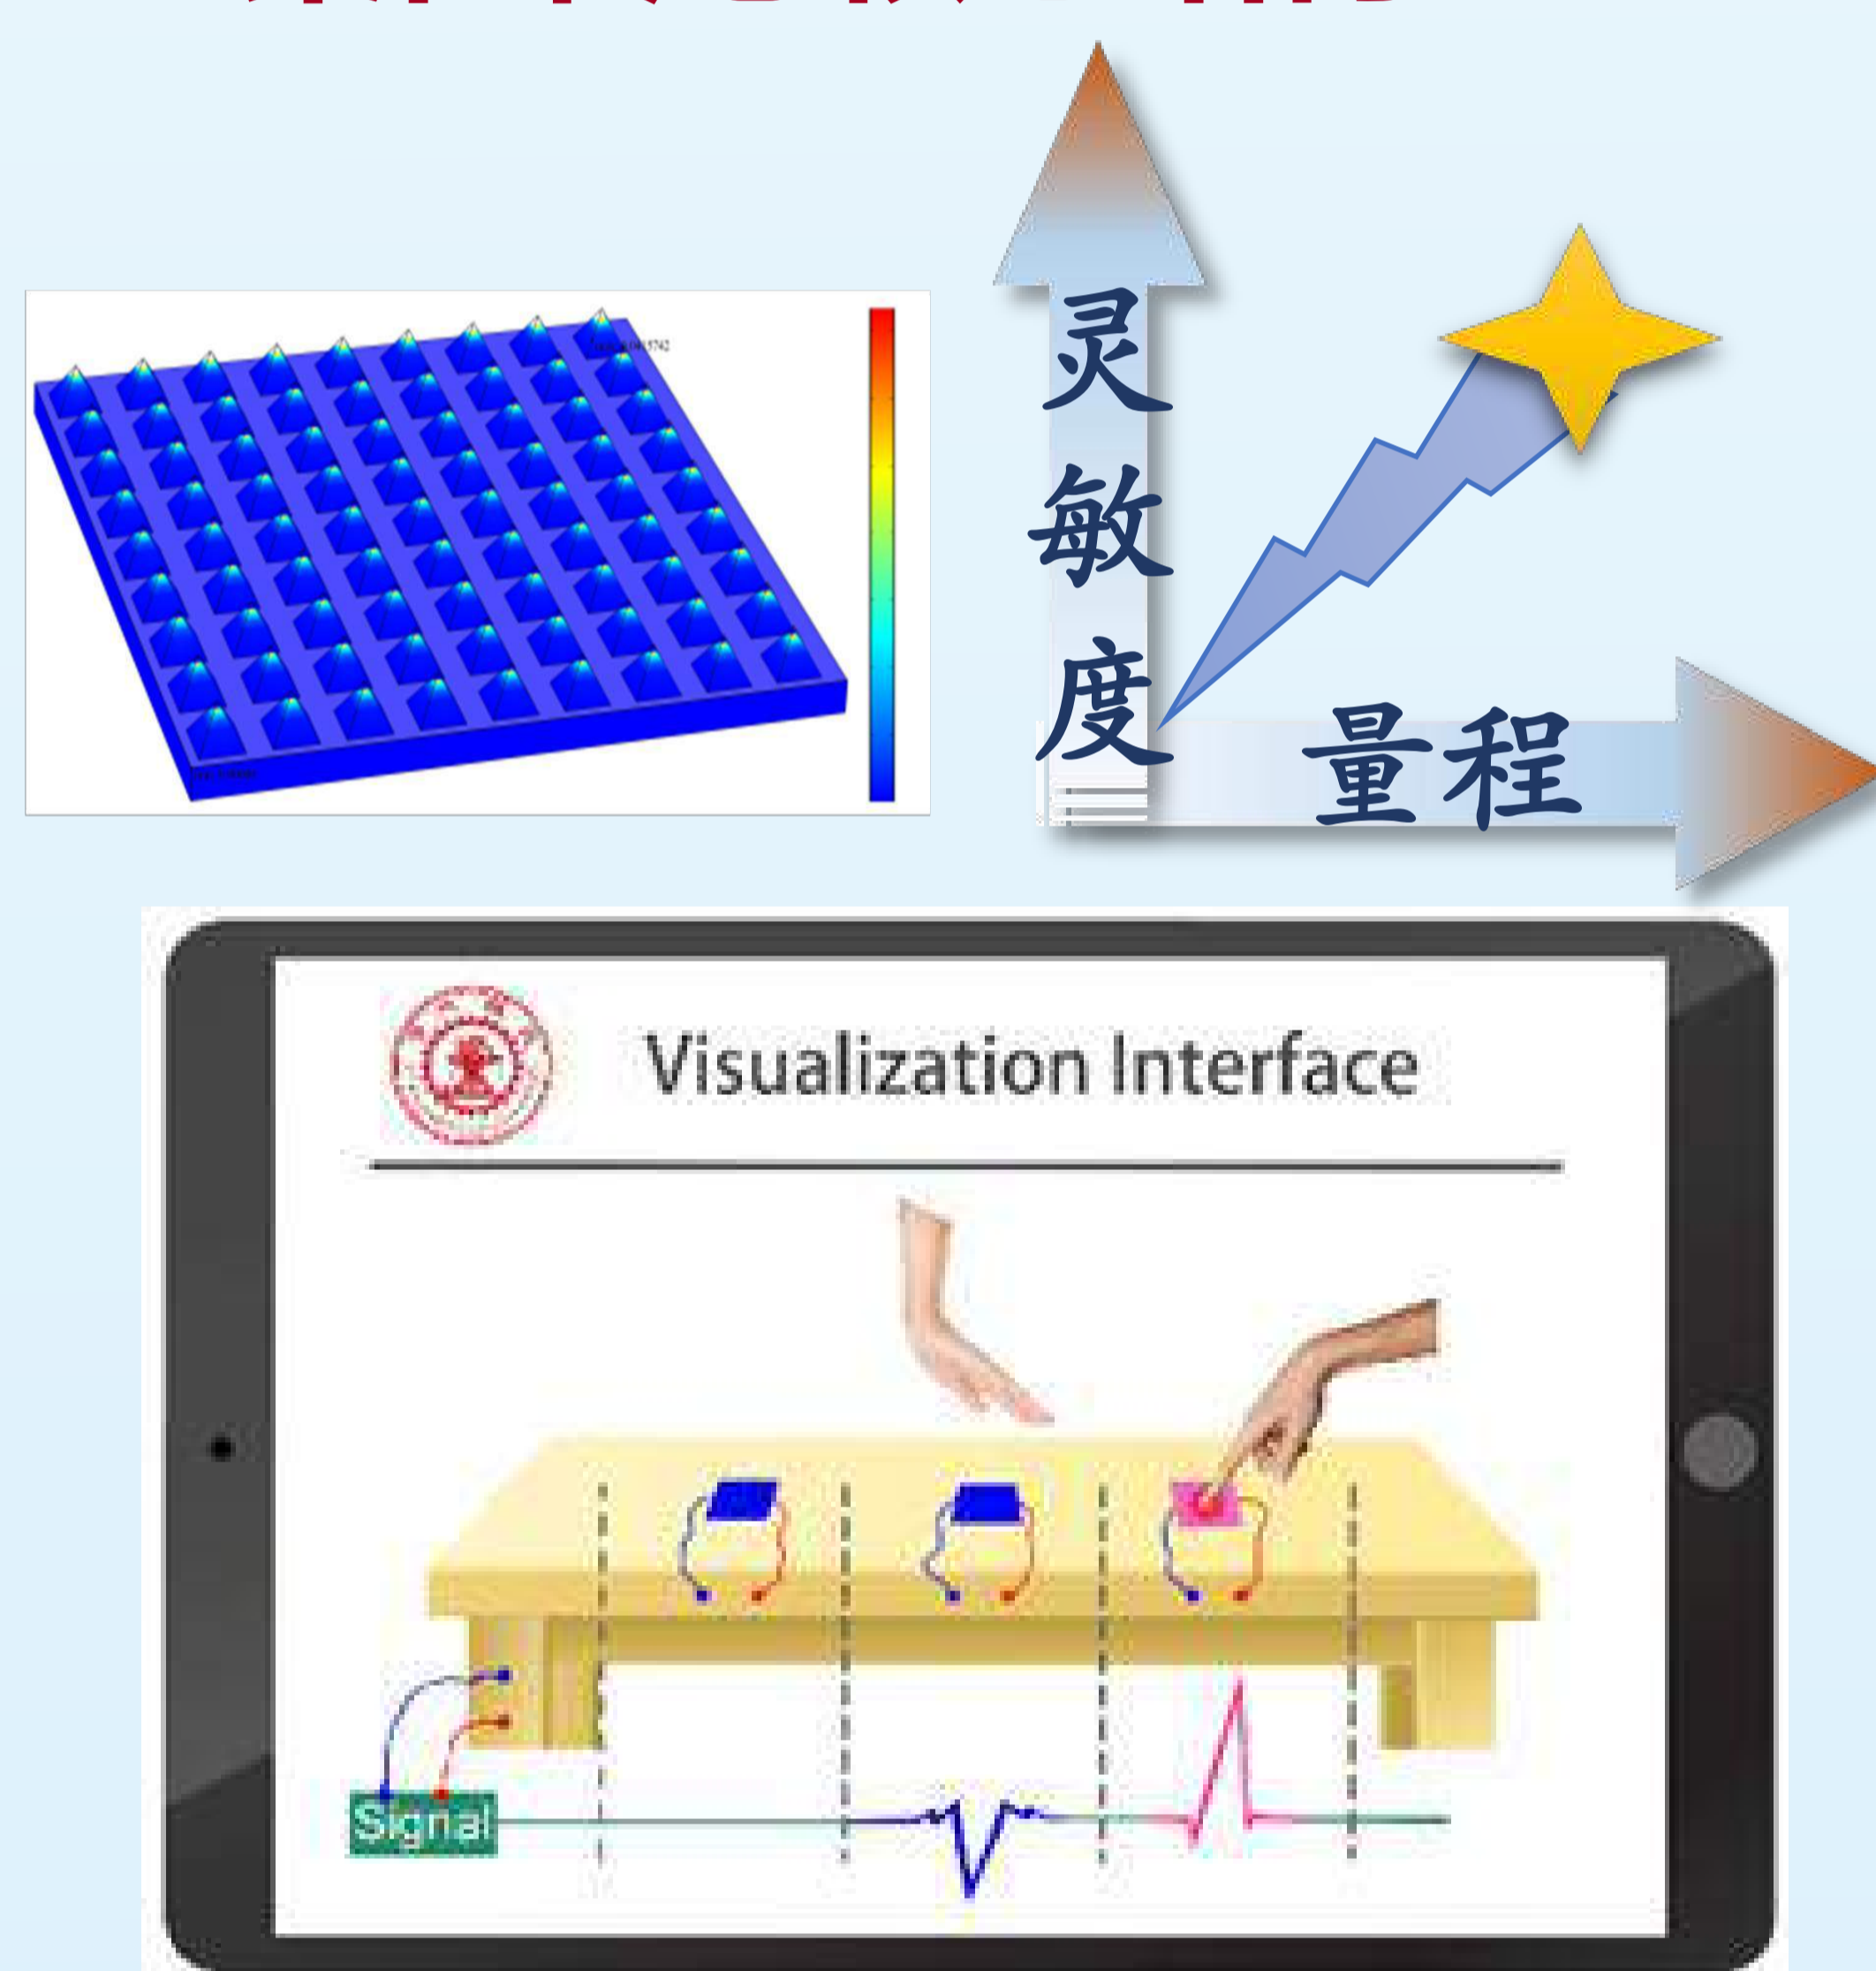 灵敏度
量程
Visualization Interface
Signal